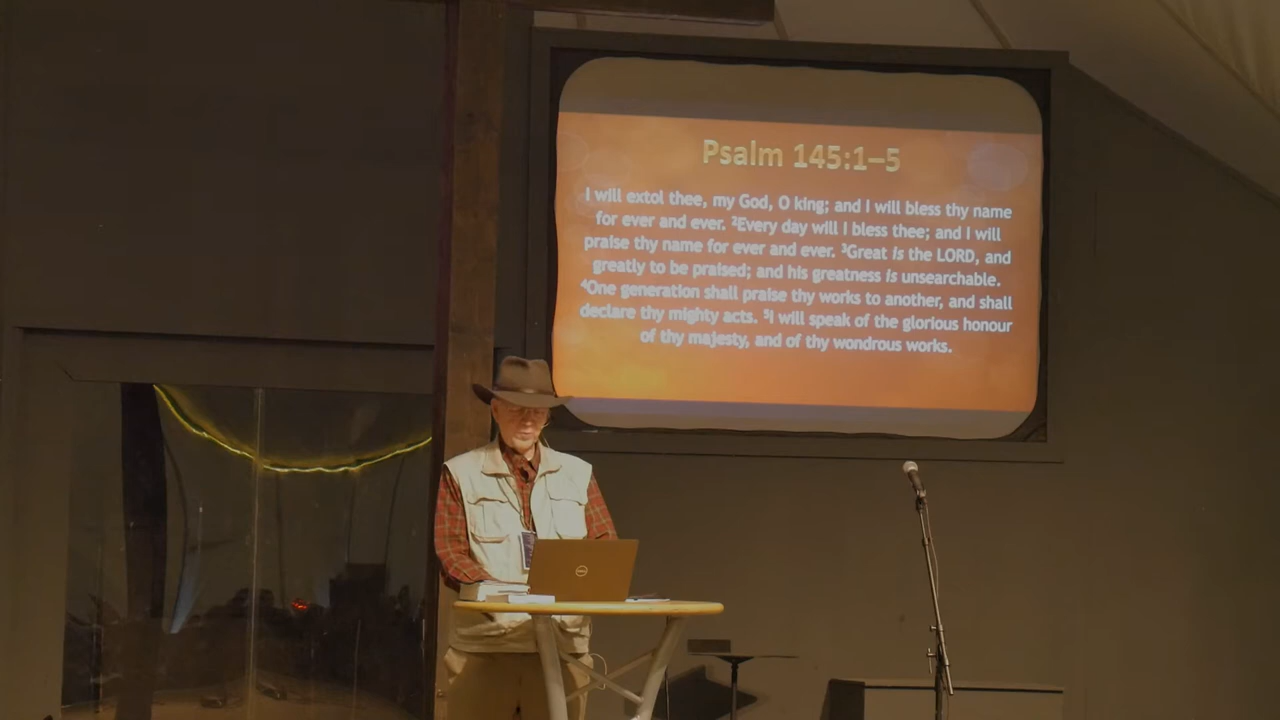 Psalm 145:1–5
I will extol thee, my God, O king; and I will bless thy name
for ever and ever. ²Every day will I bless thee; and I will
praise thy name for ever and ever. ³Great is the LORD, and
greatly to be praised; and his greatness is unsearchable.
⁴One generation shall praise thy works to another, and shall
declare thy mighty acts. ⁵I will speak of the glorious honour
of thy majesty, and of thy wondrous works.
DELL